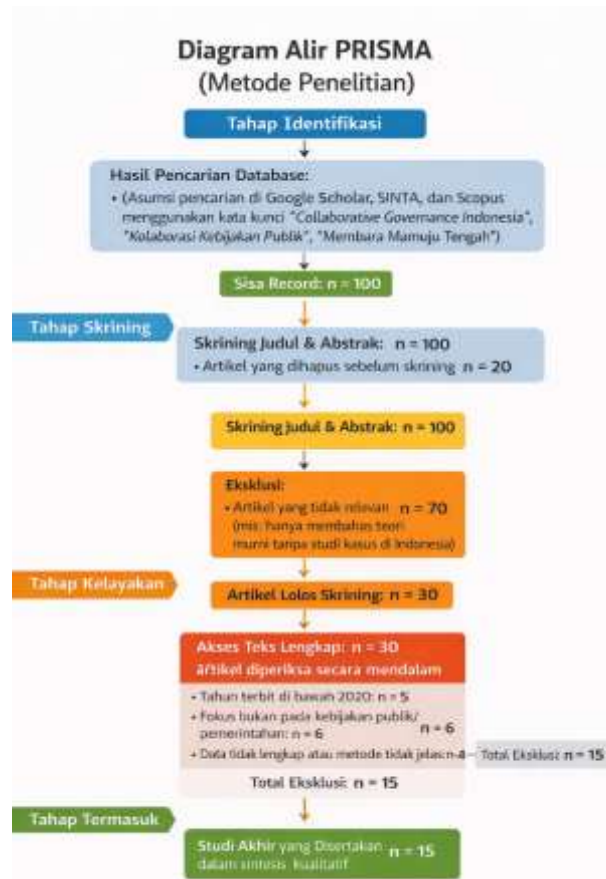 Diagram Alir PRISMA
(Metode Penelitian)
Tahap Identifikasi
Hasil Pencarian Database:
• (Asumsi pencarian di Google Scholar, SINTA, dan Scopus
menggunakan kata kunci "Collaborative Governance Indonesia",
"Kolaborasi Kebijakan Publik", "Membara Mamuju Tengah")
Sisa Record: n = 100
Tahap Skrining
Skrining Judul & Abstrak: n = 100
• Artikel yang dihapus sebelum skrining n = 20
Skrining Judul & Abstrak: n = 100
Eksklusi:
• Artikel yang tidak relevan n = 70
(mis. hanya membahas teori
murni tanpa studi kasus di Indonesia)
Tahap Kelayakan
Artikel Lolos Skrining: n = 30
Akses Teks Lengkap: n = 30
artikel diperiksa secara mendalam
• Tahun terbit di bawah 2020: n = 5
• Fokus bukan pada kebijakan publik/
pemerintahan: n = 6
n = 6
• Data tidak lengkap atau metode tidak jelas:
Total Eksklusi: n = 15
Total Eksklusi: n = 15
Tahap Termasuk
Studi Akhir yang Disertakan n = 15
dalam sintesis kualitatif